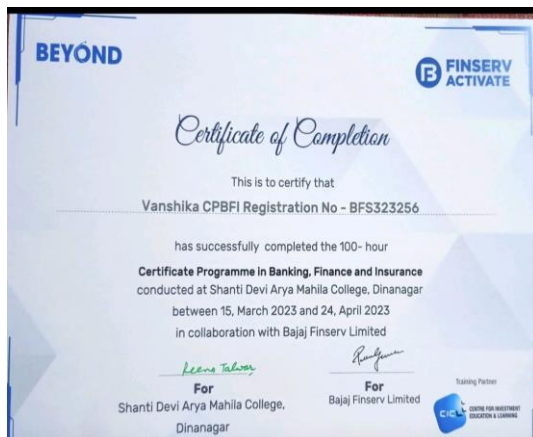 BEYOND
FINSERV
ACTIVATE
Certificate of Completion
This is to certify that
Vanshika CPBFI Registration No - BFS323256
has successfully completed the 100- hour
Certificate Programme in Banking, Finance and Insurance
conducted at Shanti Devi Arya Mahila College, Dinanagar
between 15, March 2023 and 24, April 2023
in collaboration with Bajaj Finserv Limited
Reena Talwar
For
Shanti Devi Arya Mahila College,
Dinanagar
For
Bajaj Finserv Limited
Training Partner
CICL
CENTRE FOR INVESTMENT
EDUCATION & LEARNING